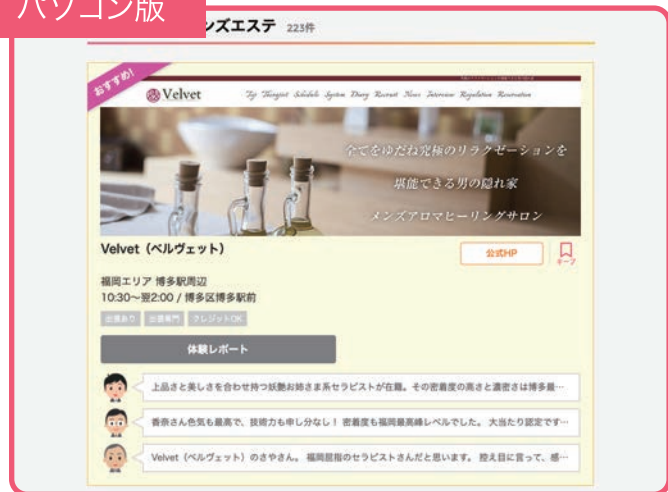 パソコン版
ンズエステ 223件
おすすめ!
Velvet
Top Therapist Schedule System Diary Recruit News Interview Regulation Reservation
全てをゆだね究極のリラクゼーションを
堪能できる男の隠れ家
メンズアロマヒーリングサロン
Velvet（ベルヴェット）
公式HP
キープ
福岡エリア 博多駅周辺
10:30〜翌2:00 / 博多区博多駅前
出張あり 出張専門 クレジットOK
体験レポート
上品さと美しさを合わせ持つ妖艶お姉さま系セラピストが在籍。その密着度の高さと濃密さは博多最…
香奈さん色気も最高で、技術力も申し分なし！ 密着度も福岡最高峰レベルでした。 大当たり認定です…
Velvet（ベルヴェット）のさやさん。 福岡屈指のセラピストさんだと思います。 控え目に言って、感…